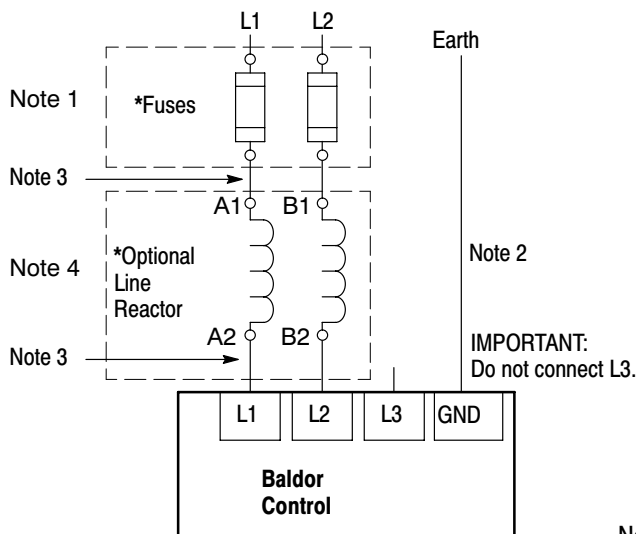 L1 L2
Earth
Note 1
*Fuses
Note 3
A1 B1
Note 4
*Optional
Line
Reactor
Note 2
A2 B2
Note 3
IMPORTANT:
Do not connect L3.
L1 L2 L3 GND
Baldor
Control